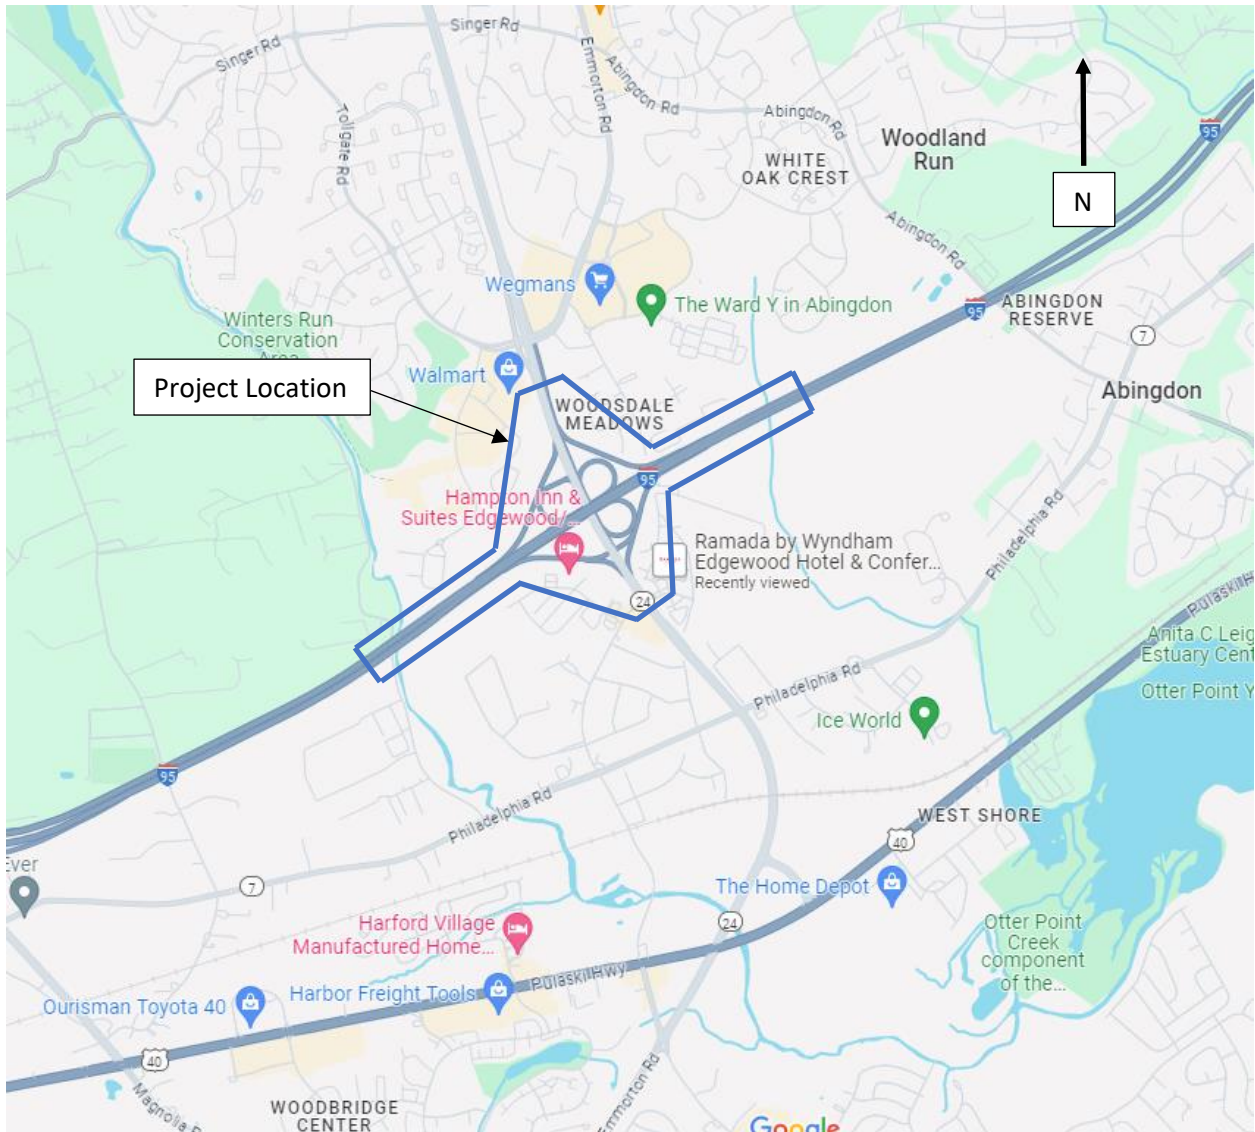 Singer Rd
Singer Rd
Emmorton Rd
Abingdon Rd
Tollgate Rd
Abingdon Rd
Woodland
Run
WHITE
OAK CREST
95
N
Abingdon Rd
Wegmans
The Ward Y in Abingdon
95
ABINGDON
RESERVE
7
Winters Run
Conservation
Area
Project Location
Walmart
WOODSDALE
MEADOWS
Abingdon
95
Hampton Inn &
Suites Edgewood/...
Ramada by Wyndham
Edgewood Hotel & Confer...
Recently viewed
24
Philadelphia Rd
Pulaski H
Anita C Leig
Estuary Cent
Otter Point Y
Philadelphia Rd
Ice World
95
Philadelphia Rd
WEST SHORE
40
Ever
7
The Home Depot
24
Harford Village
Manufactured Home...
Otter Point
Creek
component
of the...
Pulaski Hwy
Harbor Freight Tools
Ourisman Toyota 40
40
Magnolia R
Emmorton Rd
WOODBRIDGE
CENTER
Google